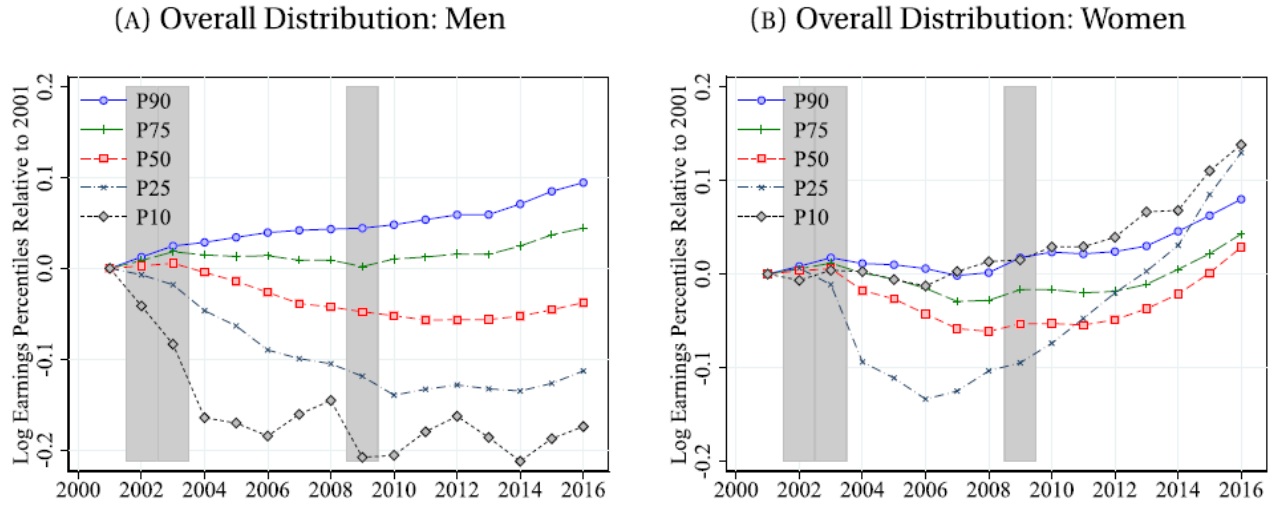 (A) Overall Distribution: Men
Log Earnings Percentiles Relative to 2001
0.2
0.1
0.0
-0.1
-0.2
P90
P75
P50
P25
P10
2000 2002 2004 2006 2008 2010 2012 2014 2016
(B) Overall Distribution: Women
Log Earnings Percentiles Relative to 2001
0.2
0.1
0.0
-0.1
-0.2
P90
P75
P50
P25
P10
2000 2002 2004 2006 2008 2010 2012 2014 2016